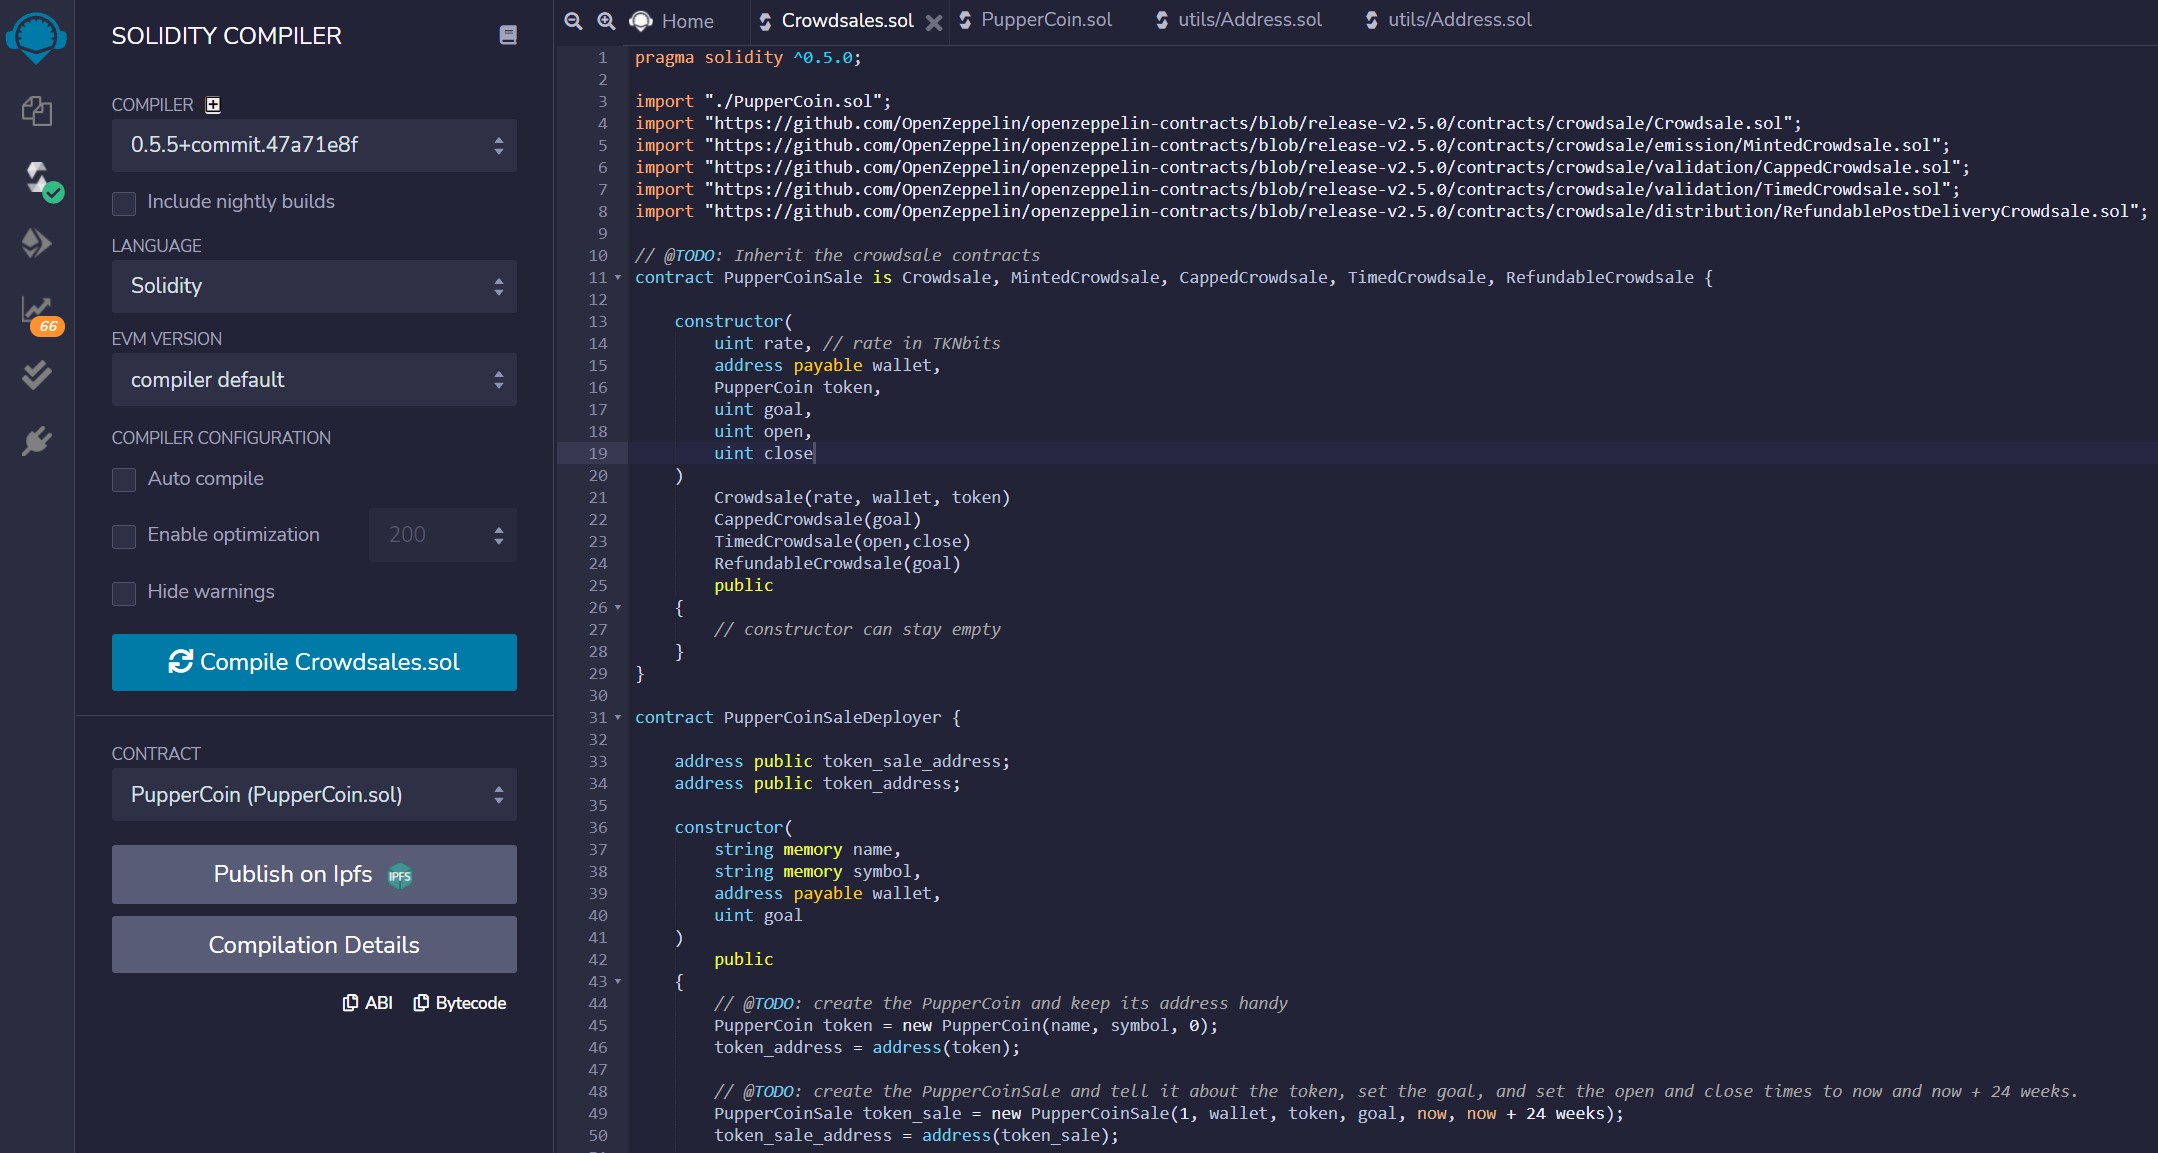 SOLIDITY COMPILER
COMPILER
0.5.5+commit.47a71e8f
Include nightly builds
LANGUAGE
Solidity
EVM VERSION
compiler default
COMPILER CONFIGURATION
Auto compile
Enable optimization
200
Hide warnings
Compile Crowdsales.sol
CONTRACT
PupperCoin (PupperCoin.sol)
Publish on Ipfs IPFS
Compilation Details
ABI Bytecode
66
Home Crowdsales.sol PupperCoin.sol utils/Address.sol utils/Address.sol
1 pragma solidity ^0.5.0;
2
3 import "./PupperCoin.sol";
4 import "https://github.com/OpenZeppelin/openzeppelin-contracts/blob/release-v2.5.0/contracts/crowdsale/Crowdsale.sol";
5 import "https://github.com/OpenZeppelin/openzeppelin-contracts/blob/release-v2.5.0/contracts/crowdsale/emission/MintedCrowdsale.sol";
6 import "https://github.com/OpenZeppelin/openzeppelin-contracts/blob/release-v2.5.0/contracts/crowdsale/validation/CappedCrowdsale.sol";
7 import "https://github.com/OpenZeppelin/openzeppelin-contracts/blob/release-v2.5.0/contracts/crowdsale/validation/TimedCrowdsale.sol";
8 import "https://github.com/OpenZeppelin/openzeppelin-contracts/blob/release-v2.5.0/contracts/crowdsale/distribution/RefundablePostDeliveryCrowdsale.sol";
9
10 // @TODO: Inherit the crowdsale contracts
11 contract PupperCoinSale is Crowdsale, MintedCrowdsale, CappedCrowdsale, TimedCrowdsale, RefundableCrowdsale {
12
13 constructor(
14 uint rate, // rate in TKNbits
15 address payable wallet,
16 PupperCoin token,
17 uint goal,
18 uint open,
19 uint close
20 )
21 Crowdsale(rate, wallet, token)
22 CappedCrowdsale(goal)
23 TimedCrowdsale(open,close)
24 RefundableCrowdsale(goal)
25 public
26 {
27 // constructor can stay empty
28 }
29 }
30
31 contract PupperCoinSaleDeployer {
32
33 address public token_sale_address;
34 address public token_address;
35
36 constructor(
37 string memory name,
38 string memory symbol,
39 address payable wallet,
40 uint goal
41 )
42 public
43 {
44 // @TODO: create the PupperCoin and keep its address handy
45 PupperCoin token = new PupperCoin(name, symbol, 0);
46 token_address = address(token);
47
48 // @TODO: create the PupperCoinSale and tell it about the token, set the goal, and set the open and close times to now and now + 24 weeks.
49 PupperCoinSale token_sale = new PupperCoinSale(1, wallet, token, goal, now, now + 24 weeks);
50 token_sale_address = address(token_sale);